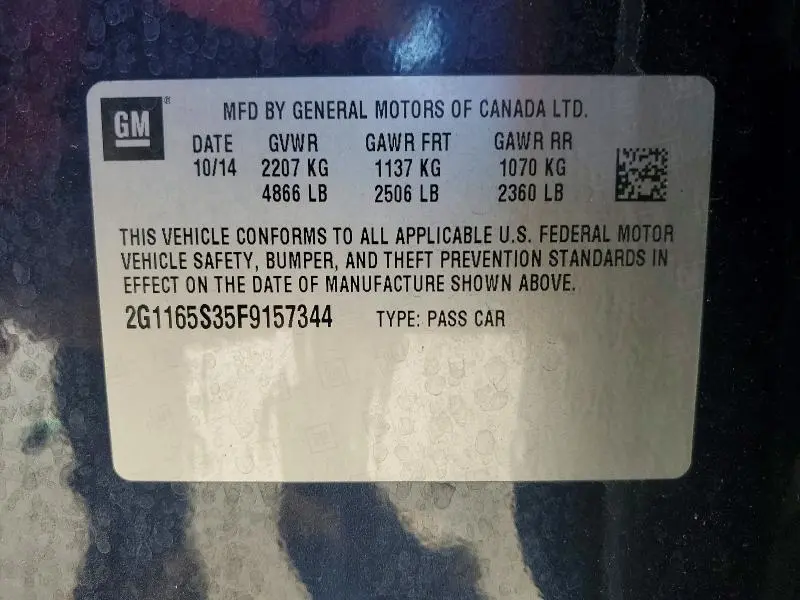 GM®
MFD BY GENERAL MOTORS OF CANADA LTD.
DATE GVWR GAWR FRT GAWR RR
10/14 2207 KG 1137 KG 1070 KG
4866 LB 2506 LB 2360 LB
THIS VEHICLE CONFORMS TO ALL APPLICABLE U.S. FEDERAL MOTOR
VEHICLE SAFETY, BUMPER, AND THEFT PREVENTION STANDARDS IN
EFFECT ON THE DATE OF MANUFACTURE SHOWN ABOVE.
2G1165S35F9157344 TYPE: PASS CAR